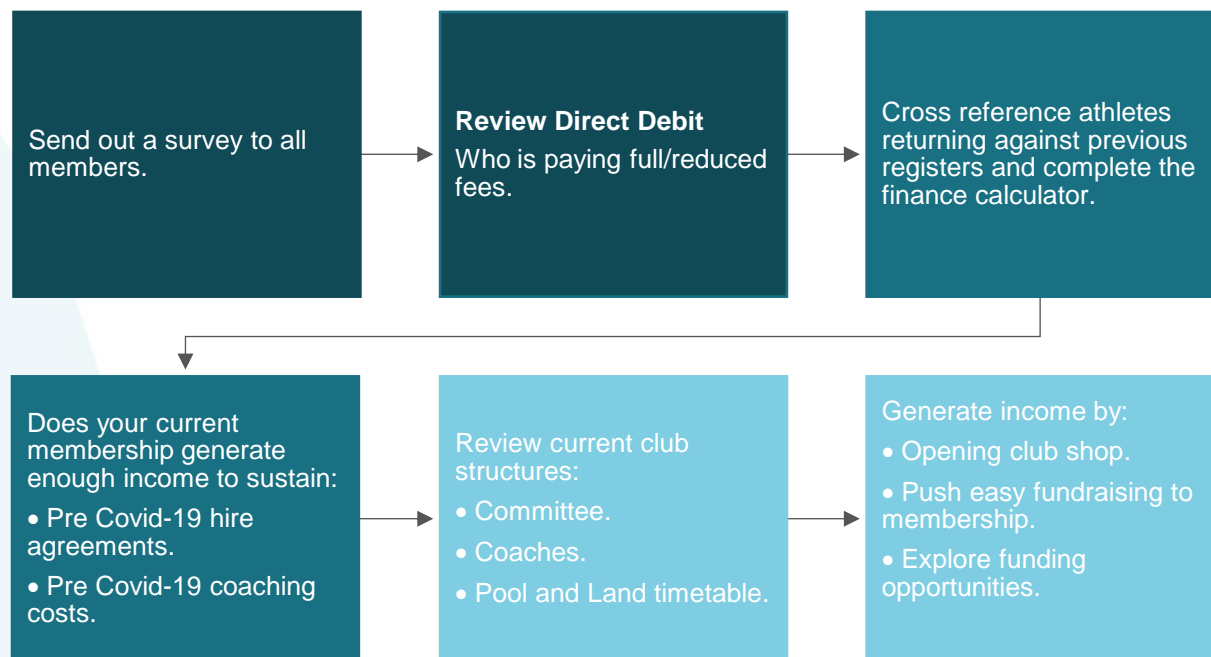 Send out a survey to all
members.
Review Direct Debit
Who is paying full/reduced
fees.
Cross reference athletes
returning against previous
registers and complete the
finance calculator.
Does your current
membership generate
enough income to sustain:
• Pre Covid-19 hire
agreements.
• Pre Covid-19 coaching
costs.
Review current club
structures:
• Committee.
• Coaches.
• Pool and Land timetable.
Generate income by:
• Opening club shop.
• Push easy fundraising to
membership.
• Explore funding
opportunities.